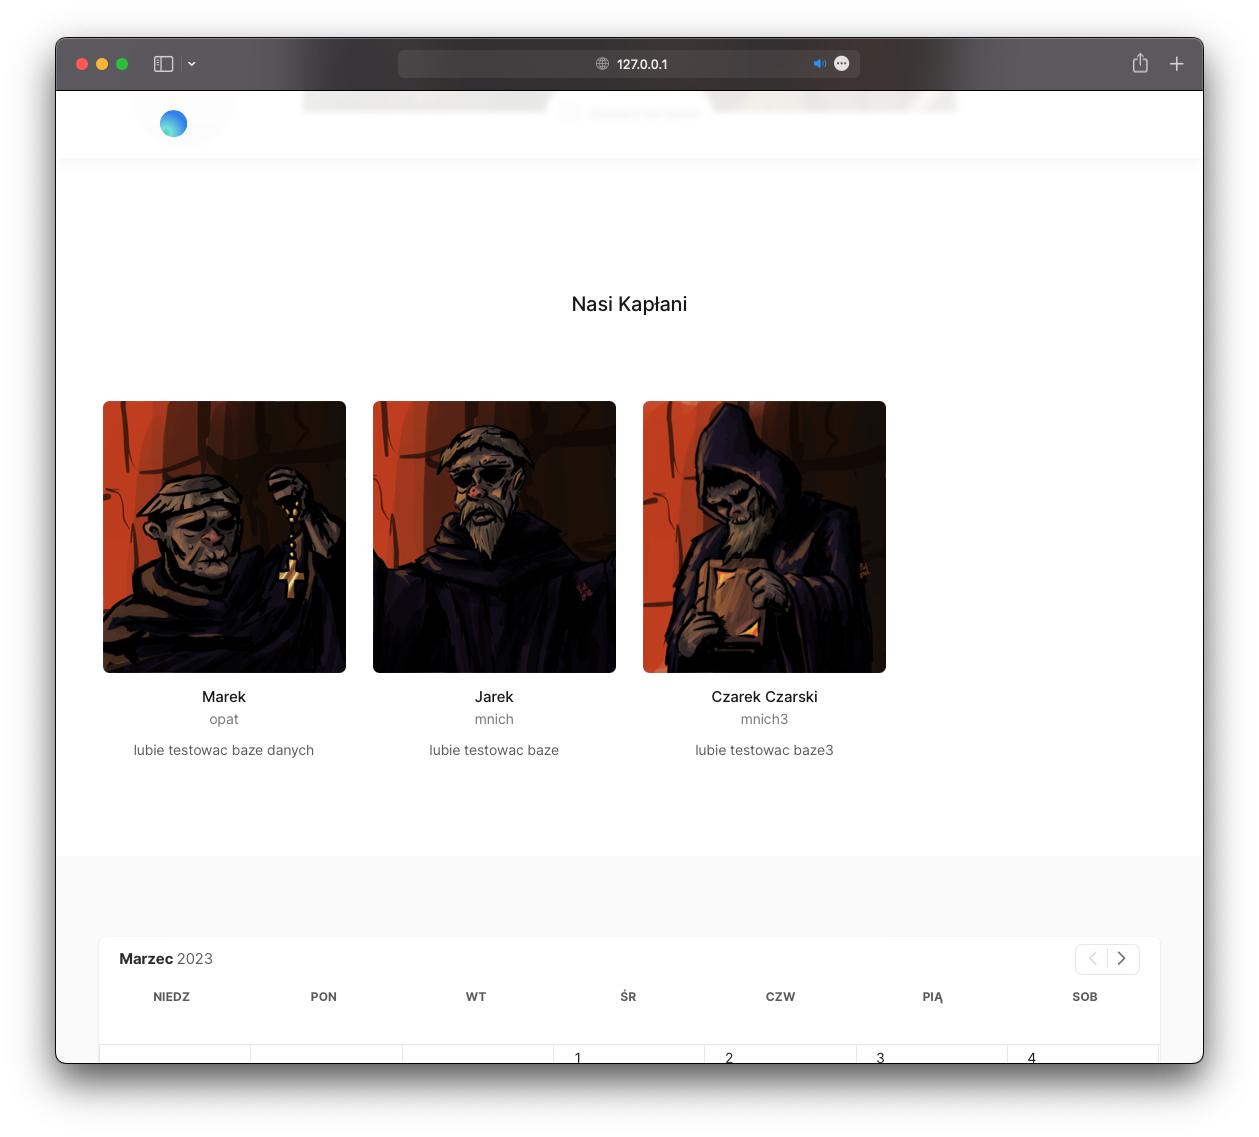 127.0.0.1
Nasi Kapłani
Marek
opat
lubie testowac baze danych
Jarek
mnich
lubie testowac baze
Czarek Czarski
mnich3
lubie testowac baze3
Marzec 2023
NIEDZ PON WT ŚR CZW PIĄ SOB
1 2 3 4